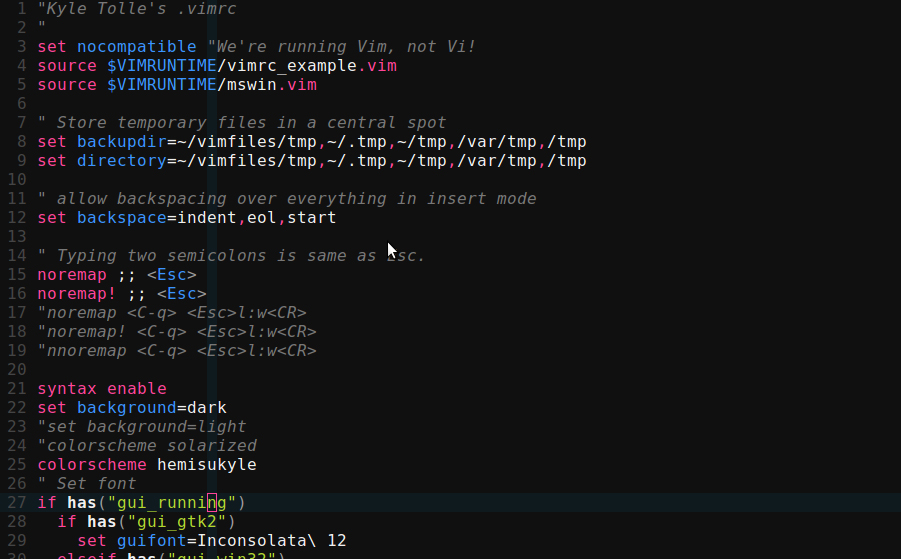 1 "Kyle Tolle's .vimrc
2 "
3 set nocompatible "We're running Vim, not Vi!
4 source $VIMRUNTIME/vimrc_example.vim
5 source $VIMRUNTIME/mswin.vim
6
7 " Store temporary files in a central spot
8 set backupdir=~/vimfiles/tmp,~/.tmp,~/tmp,/var/tmp,/tmp
9 set directory=~/vimfiles/tmp,~/.tmp,~/tmp,/var/tmp,/tmp
10
11 " allow backspacing over everything in insert mode
12 set backspace=indent,eol,start
13
14 " Typing two semicolons is same as Esc.
15 noremap ;; <Esc>
16 noremap! ;; <Esc>
17 "noremap <C-q> <Esc>l:w<CR>
18 "noremap! <C-q> <Esc>l:w<CR>
19 "nnoremap <C-q> <Esc>l:w<CR>
20
21 syntax enable
22 set background=dark
23 "set background=light
24 "colorscheme solarized
25 colorscheme hemisukyle
26 " Set font
27 if has("gui_running")
28   if has("gui_gtk2")
29     set guifont=Inconsolata\ 12
30   elseif has("gui_win32")